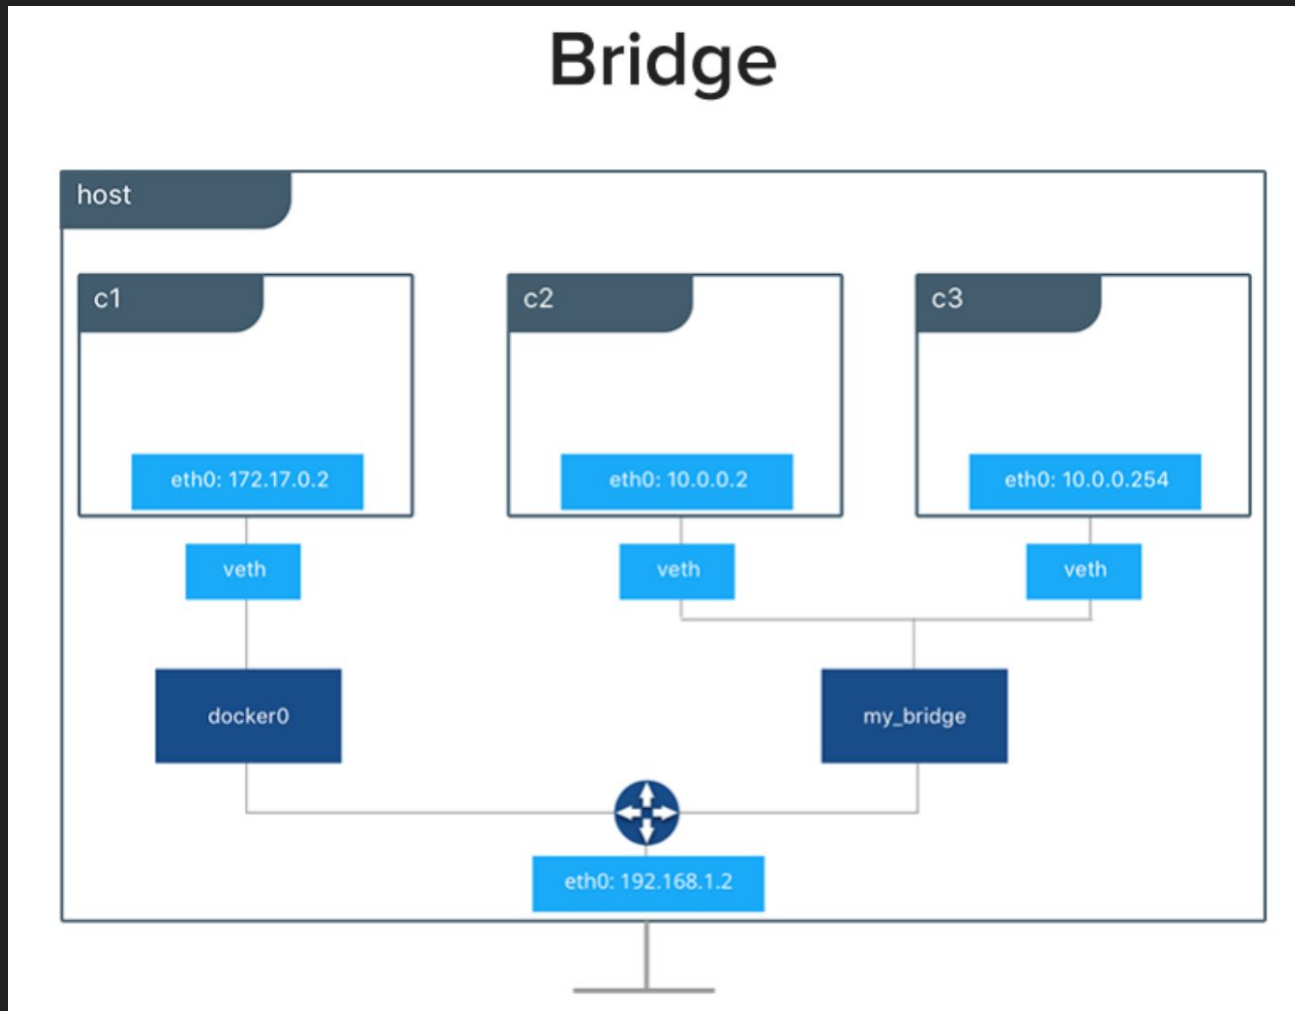 Bridge
host
c1
c2
c3
eth0: 172.17.0.2
eth0: 10.0.0.2
eth0: 10.0.0.254
veth
veth
veth
docker0
my_bridge
eth0: 192.168.1.2